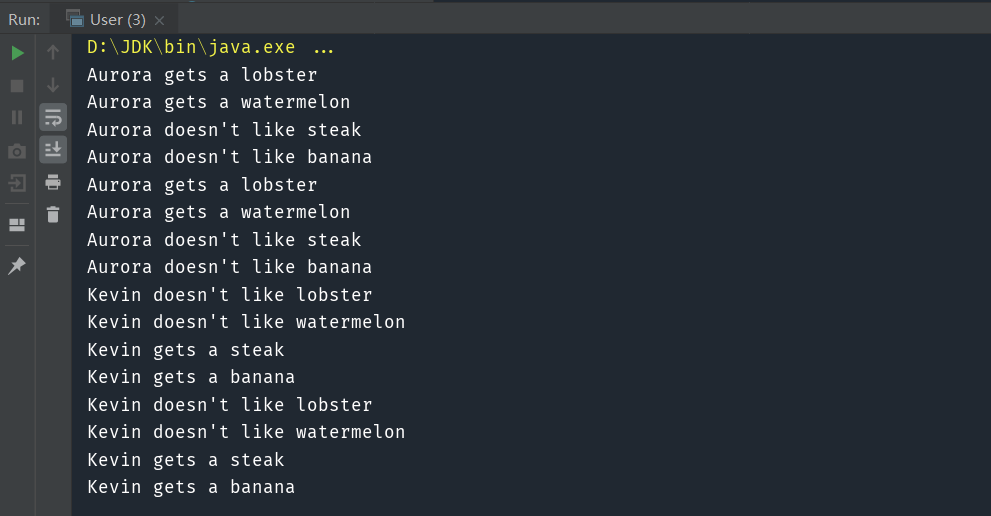 Run: User (3)
D:\JDK\bin\java.exe ...
Aurora gets a lobster
Aurora gets a watermelon
Aurora doesn't like steak
Aurora doesn't like banana
Aurora gets a lobster
Aurora gets a watermelon
Aurora doesn't like steak
Aurora doesn't like banana
Kevin doesn't like lobster
Kevin doesn't like watermelon
Kevin gets a steak
Kevin gets a banana
Kevin doesn't like lobster
Kevin doesn't like watermelon
Kevin gets a steak
Kevin gets a banana